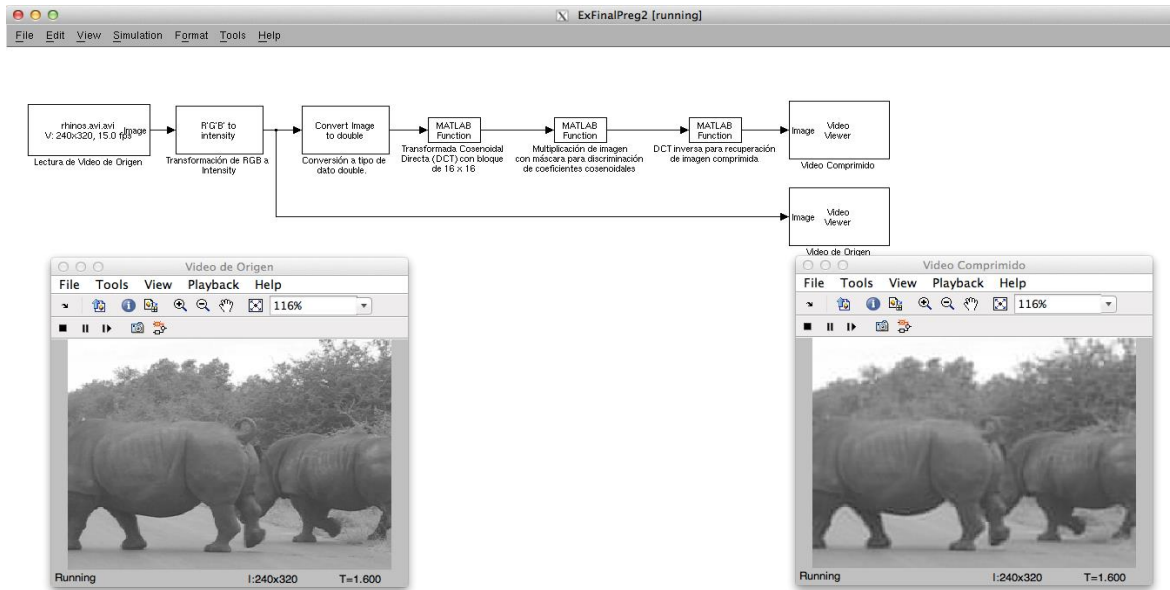 ExFinalPreg2 [running]
File Edit View Simulation Format Tools Help
rhinos.avi.avi
V: 240x320, 15.0 fps
Image
Lectura de Video de Origen
R'G'B' to
intensity
Transformación de RGB a
Intensity
Convert Image
to double
Conversión a tipo de
dato double.
MATLAB
Function
Transformada Cosenoidal
Directa (DCT) con bloque
de 16 x 16
MATLAB
Function
Multiplicación de imagen
con máscara para discriminación
de coeficientes cosenoidales
MATLAB
Function
DCT inversa para recuperación
de imagen comprimida
Image
Video
Viewer
Video Comprimido
Image
Video
Viewer
Video de Origen
Video de Origen
File Tools View Playback Help
116%
Running I:240x320 T=1.600
Video Comprimido
File Tools View Playback Help
116%
Running I:240x320 T=1.600